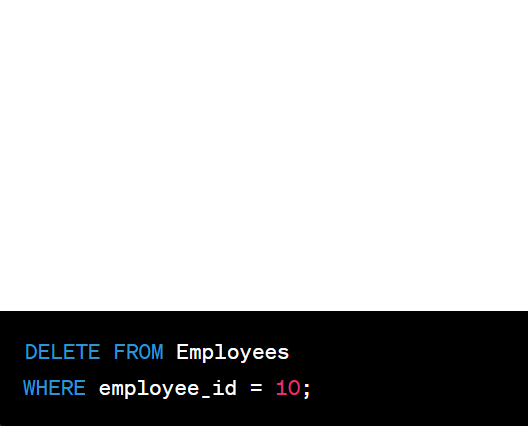 DELETE FROM Employees
WHERE employee_id = 10;